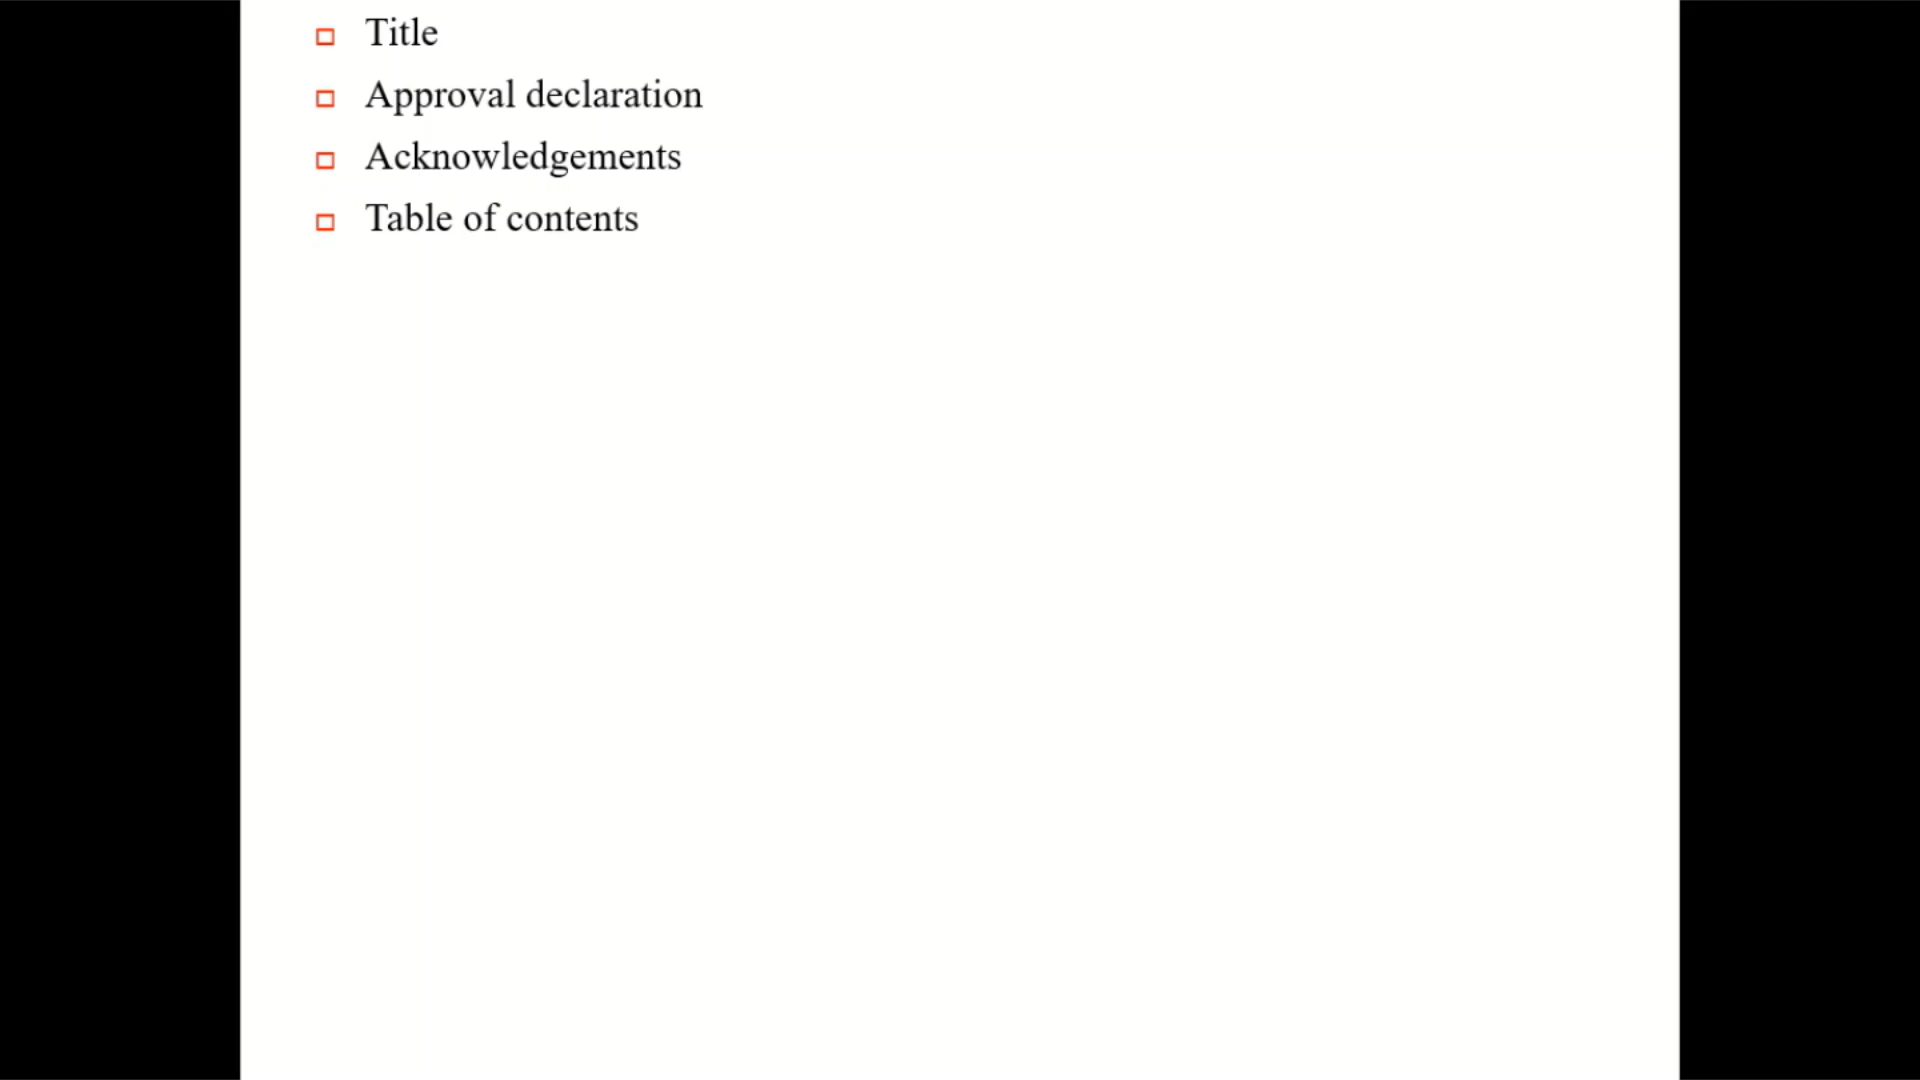 Title
Approval declaration
Acknowledgements
Table of contents